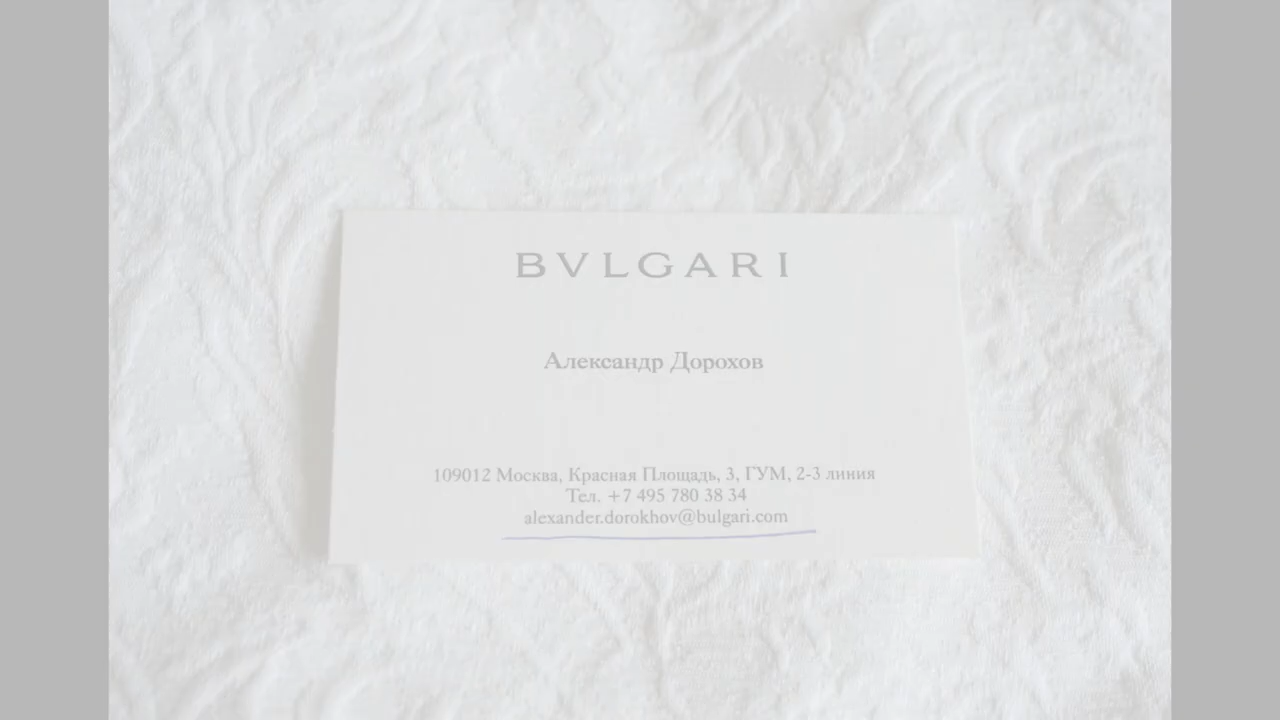 BVLGARI
Александр Дорохов
109012 Москва, Красная Площадь, 3, ГУМ, 2-3 линия
Тел. +7 495 780 38 34
alexander.dorokhov@bulgari.com